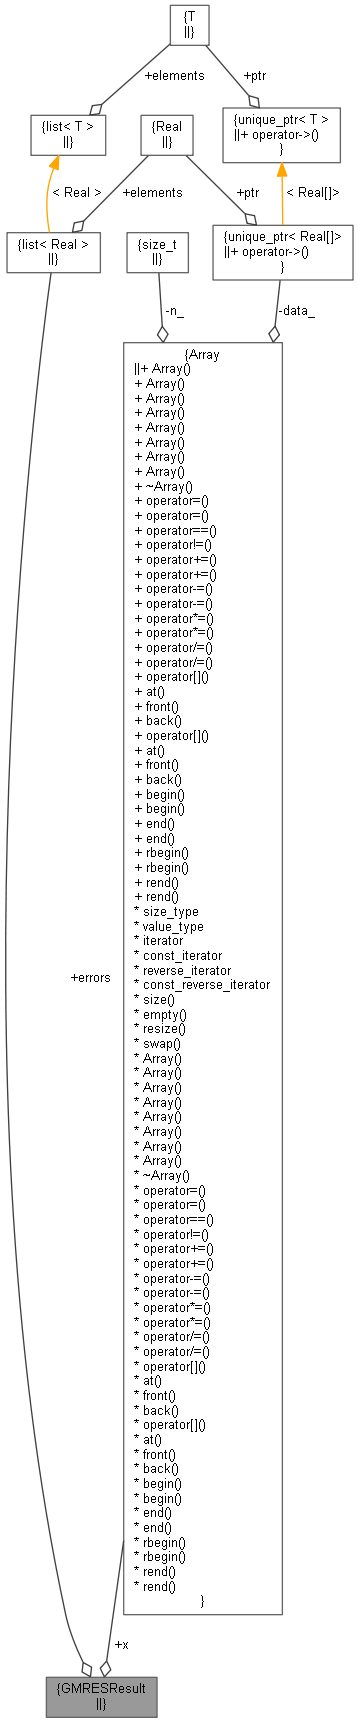 {T
||}
+elements
+ptr
{list< T >
||}
{Real
||}
{unique_ptr< T >
||+ operator->()
}
< Real >
+elements
+ptr
< Real[]>
{list< Real >
||}
{size_t
||}
{unique_ptr< Real[]>
||+ operator->()
}
-n_
-data_
{Array
||+ Array()
+ Array()
+ Array()
+ Array()
+ Array()
+ Array()
+ Array()
+ Array()
+ ~Array()
+ operator=()
+ operator=()
+ operator==()
+ operator!=()
+ operator+=()
+ operator+=()
+ operator-=()
+ operator-=()
+ operator*=()
+ operator*=()
+ operator/=()
+ operator/=()
+ operator[]()
+ at()
+ front()
+ back()
+ operator[]()
+ at()
+ front()
+ back()
+ begin()
+ begin()
+ end()
+ end()
+ rbegin()
+ rbegin()
+ rend()
+ rend()
* size_type
* value_type
* iterator
* const_iterator
* reverse_iterator
+errors
* const_reverse_iterator
* size()
* empty()
* resize()
* swap()
* Array()
* Array()
* Array()
* Array()
* Array()
* Array()
* Array()
* Array()
* ~Array()
* operator=()
* operator=()
* operator==()
* operator!=()
* operator+=()
* operator+=()
* operator-=()
* operator-=()
* operator*=()
* operator*=()
* operator/=()
* operator/=()
* operator[]()
* at()
* front()
* back()
* operator[]()
* at()
* front()
* back()
* begin()
* begin()
* end()
* end()
* rbegin()
* rbegin()
* rend()
* rend()
}
+x
{GMRESResult
||}